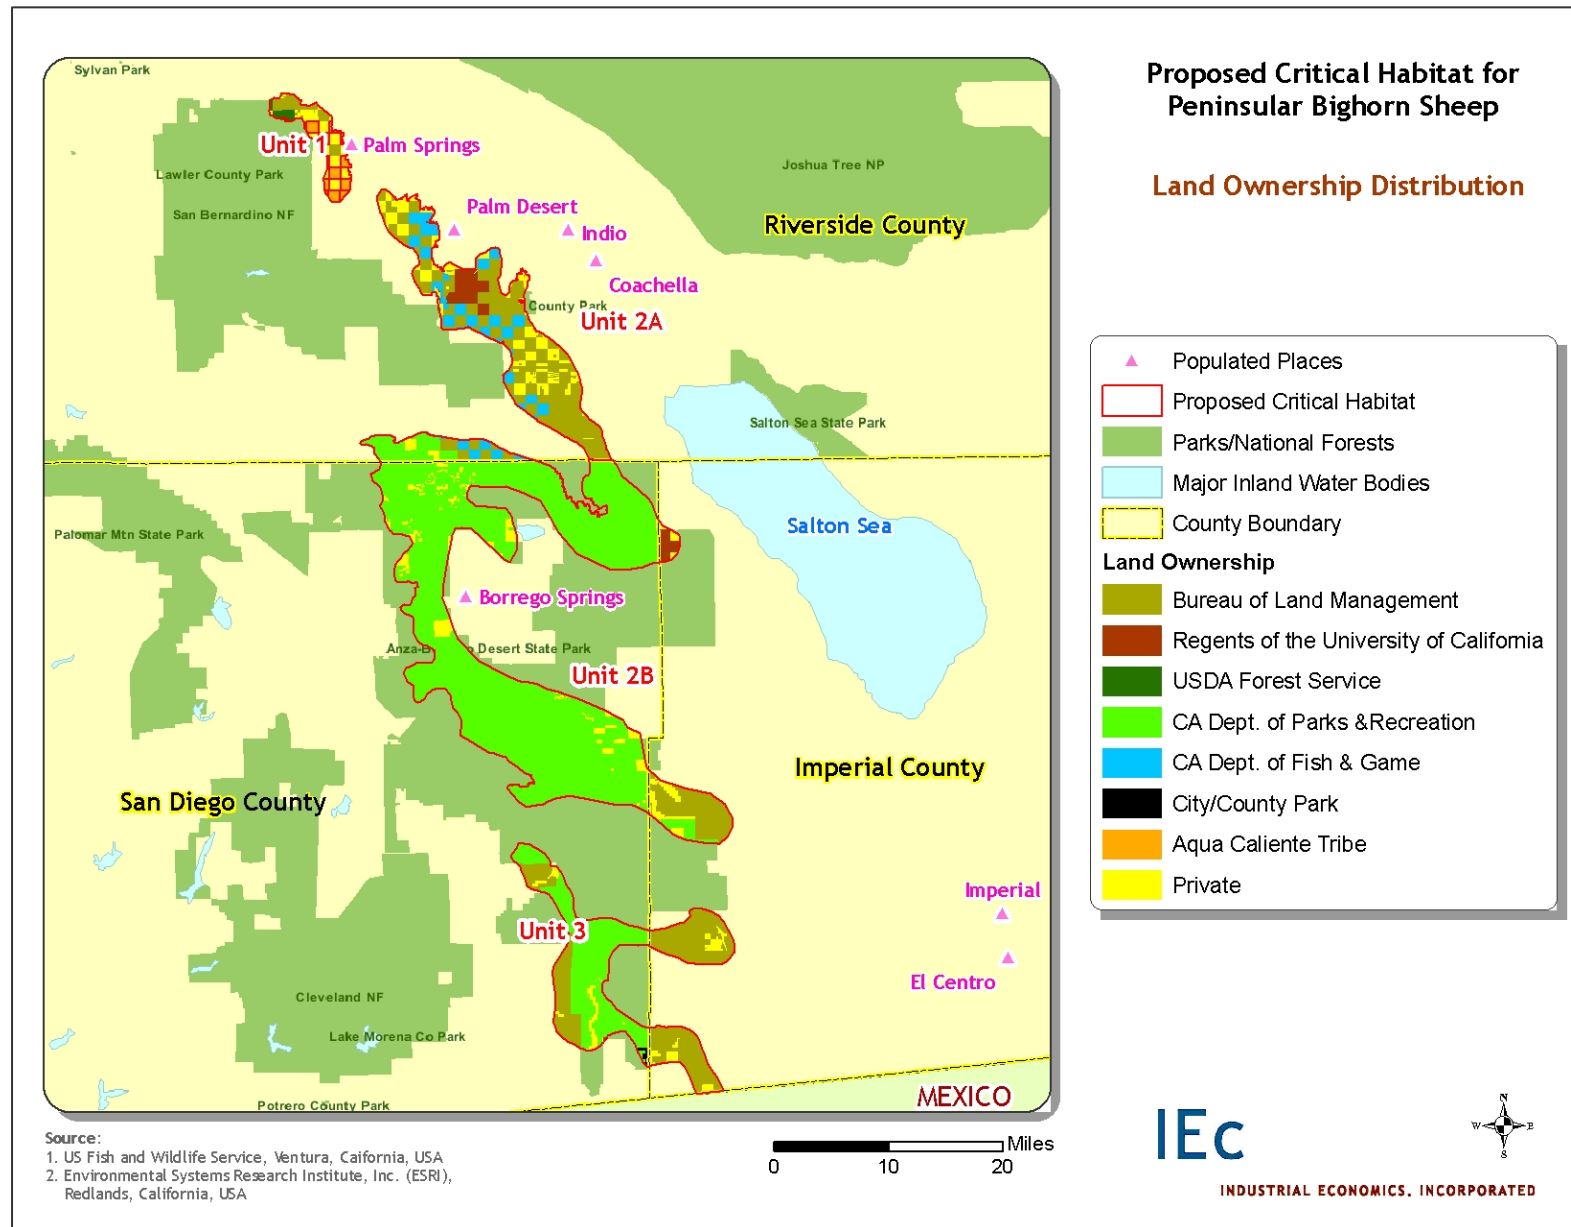 Proposed Critical Habitat for
Peninsular Bighorn Sheep
Land Ownership Distribution
Sylvan Park
Unit 1
Palm Springs
Lawler County Park
San Bernardino NF
Joshua Tree NP
Riverside County
Palm Desert
Indio
Coachella
County Park
Unit 2A
Salton Sea State Park
Salton Sea
Palomar Mtn State Park
Borrego Springs
Anza-B o Desert State Park
Unit 2B
San Diego County
Imperial County
Imperial
El Centro
Unit 3
Cleveland NF
Lake Morena Co Park
Potrero County Park
MEXICO
Populated Places
Proposed Critical Habitat
Parks/National Forests
Major Inland Water Bodies
County Boundary
Land Ownership
Bureau of Land Management
Regents of the University of California
USDA Forest Service
CA Dept. of Parks &Recreation
CA Dept. of Fish & Game
City/County Park
Aqua Caliente Tribe
Private
Source:
1. US Fish and Wildlife Service, Ventura, Caifornia, USA
2. Environmental Systems Research Institute, Inc. (ESRI),
Redlands, California, USA
Miles
0 10 20
IEc
INDUSTRIAL ECONOMICS, INCORPORATED
N
W E
S